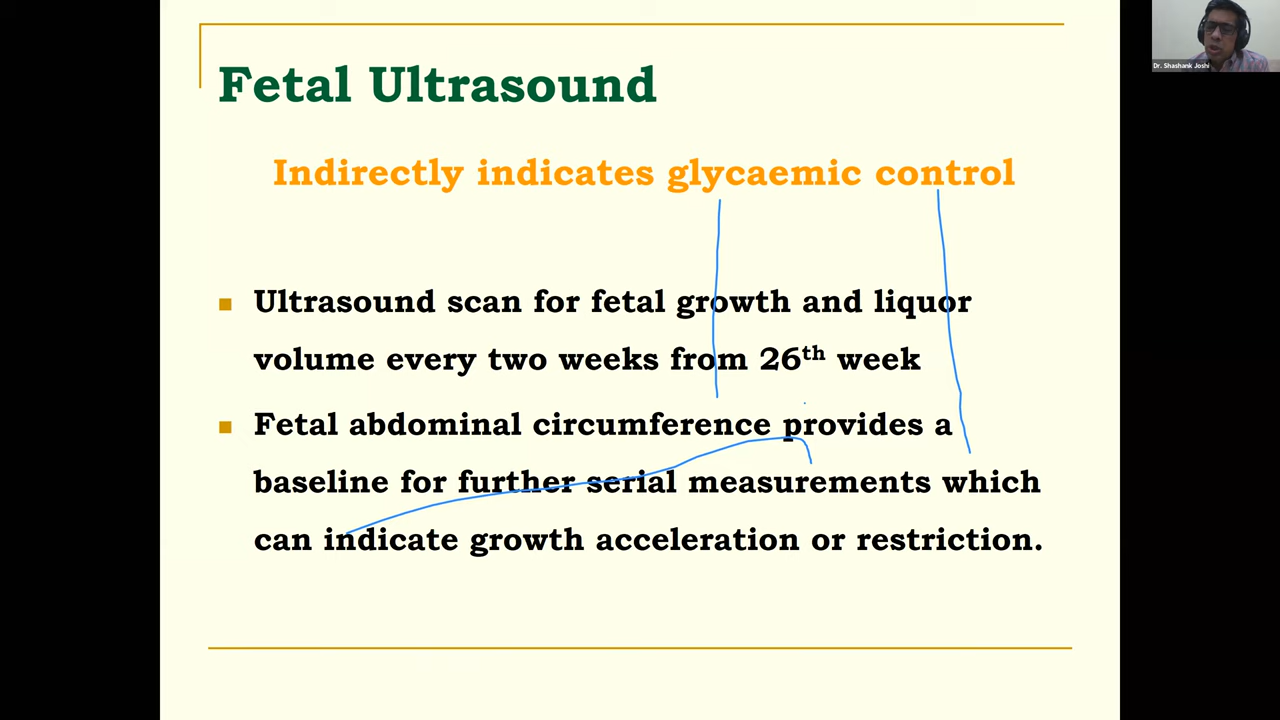 Fetal Ultrasound
Indirectly indicates glycaemic control
Ultrasound scan for fetal growth and liquor
volume every two weeks from 26th week
Fetal abdominal circumference provides a
baseline for further serial measurements which
can indicate growth acceleration or restriction.
Dr. Shashank Joshi